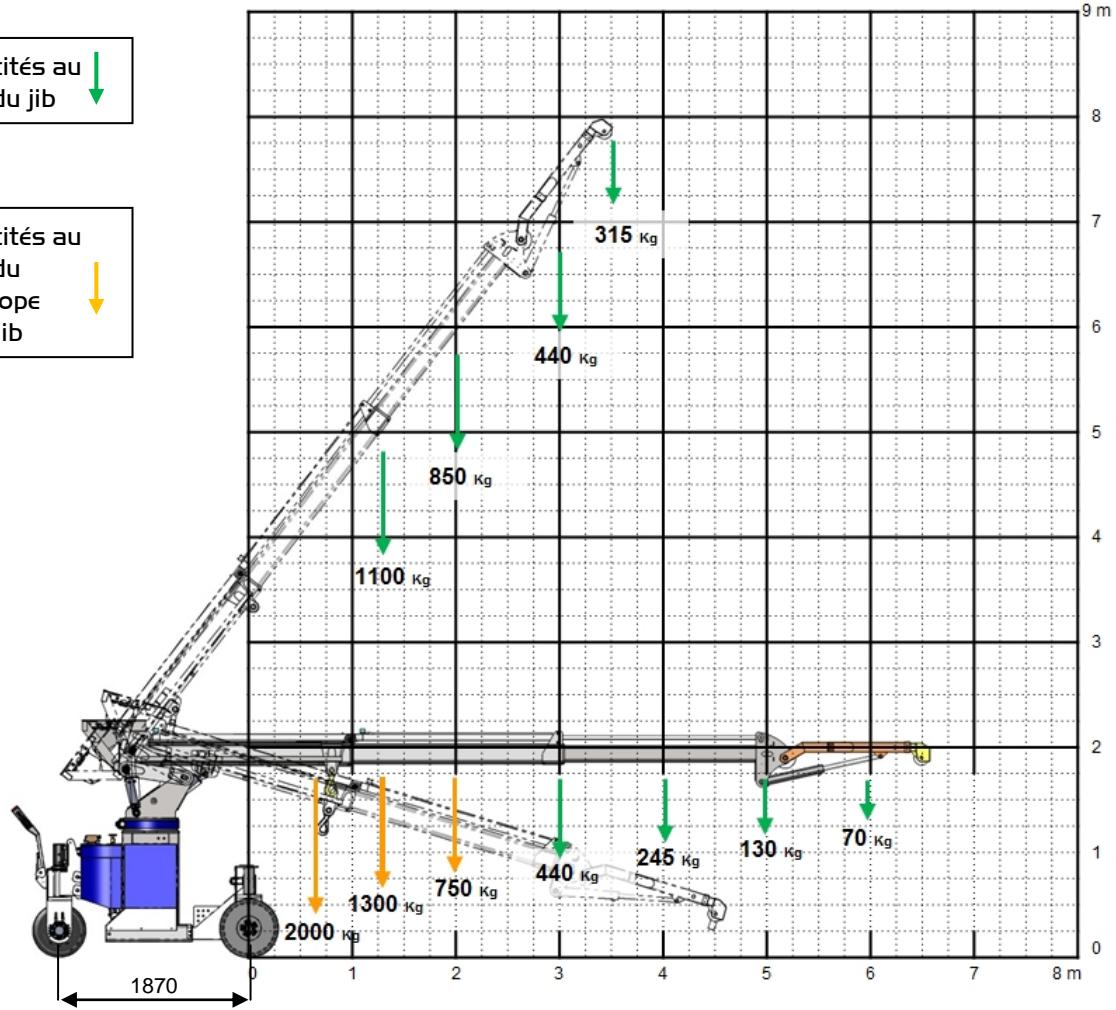 9 m
ités au
du jib
8
ités au
du
ope
ib
7
315 Kg
6
440 Kg
5
850 Kg
4
1100 Kg
3
2
70 Kg
130 Kg
245 Kg
1
440 Kg
750 Kg
1300 Kg
2000 Kg
0
0 1 2 3 4 5 6 7 8 m
1870